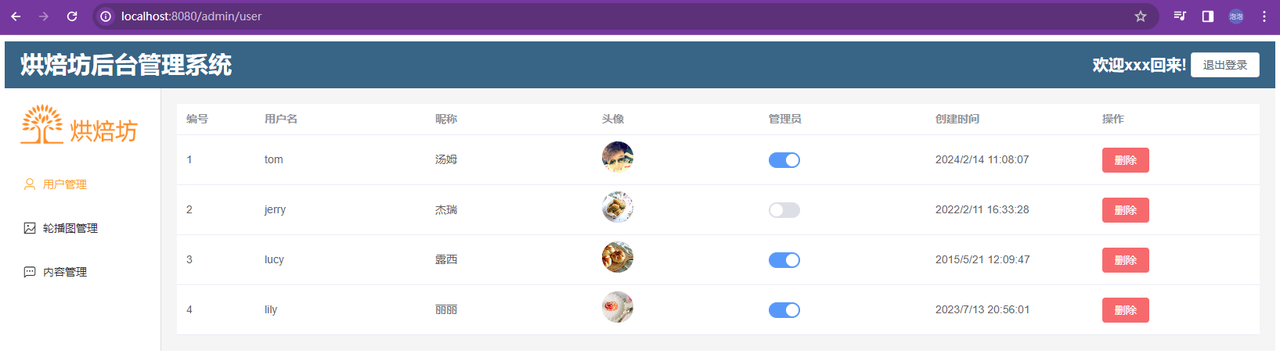 localhost:8080/admin/user
泡泡
烘焙坊后台管理系统
欢迎xxx回来! 退出登录
烘焙坊
用户管理
轮播图管理
内容管理
编号 用户名 昵称 头像 管理员 创建时间 操作
1 tom 汤姆 2024/2/14 11:08:07 删除
2 jerry 杰瑞 2022/2/11 16:33:28 删除
3 lucy 露西 2015/5/21 12:09:47 删除
4 lily 丽丽 2023/7/13 20:56:01 删除